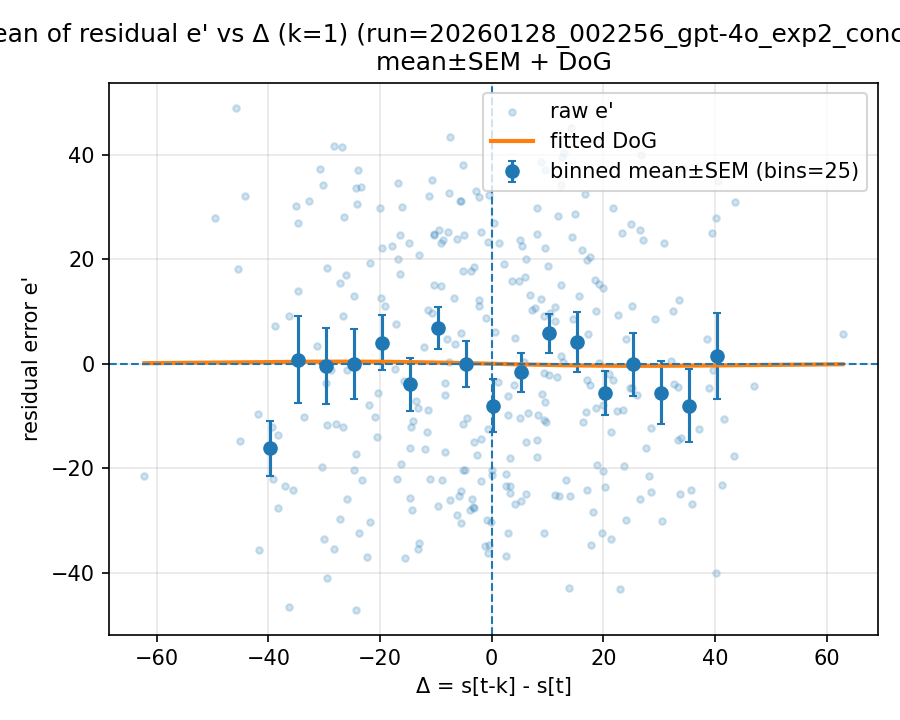 ean of residual e' vs Δ (k=1) (run=20260128_002256_gpt-4o_exp2_conc
mean±SEM + DoG
raw e'
fitted DoG
binned mean±SEM (bins=25)
residual error e'
40
20
0
−20
−40
−60
−40
−20
0
20
40
60
Δ = s[t-k] - s[t]